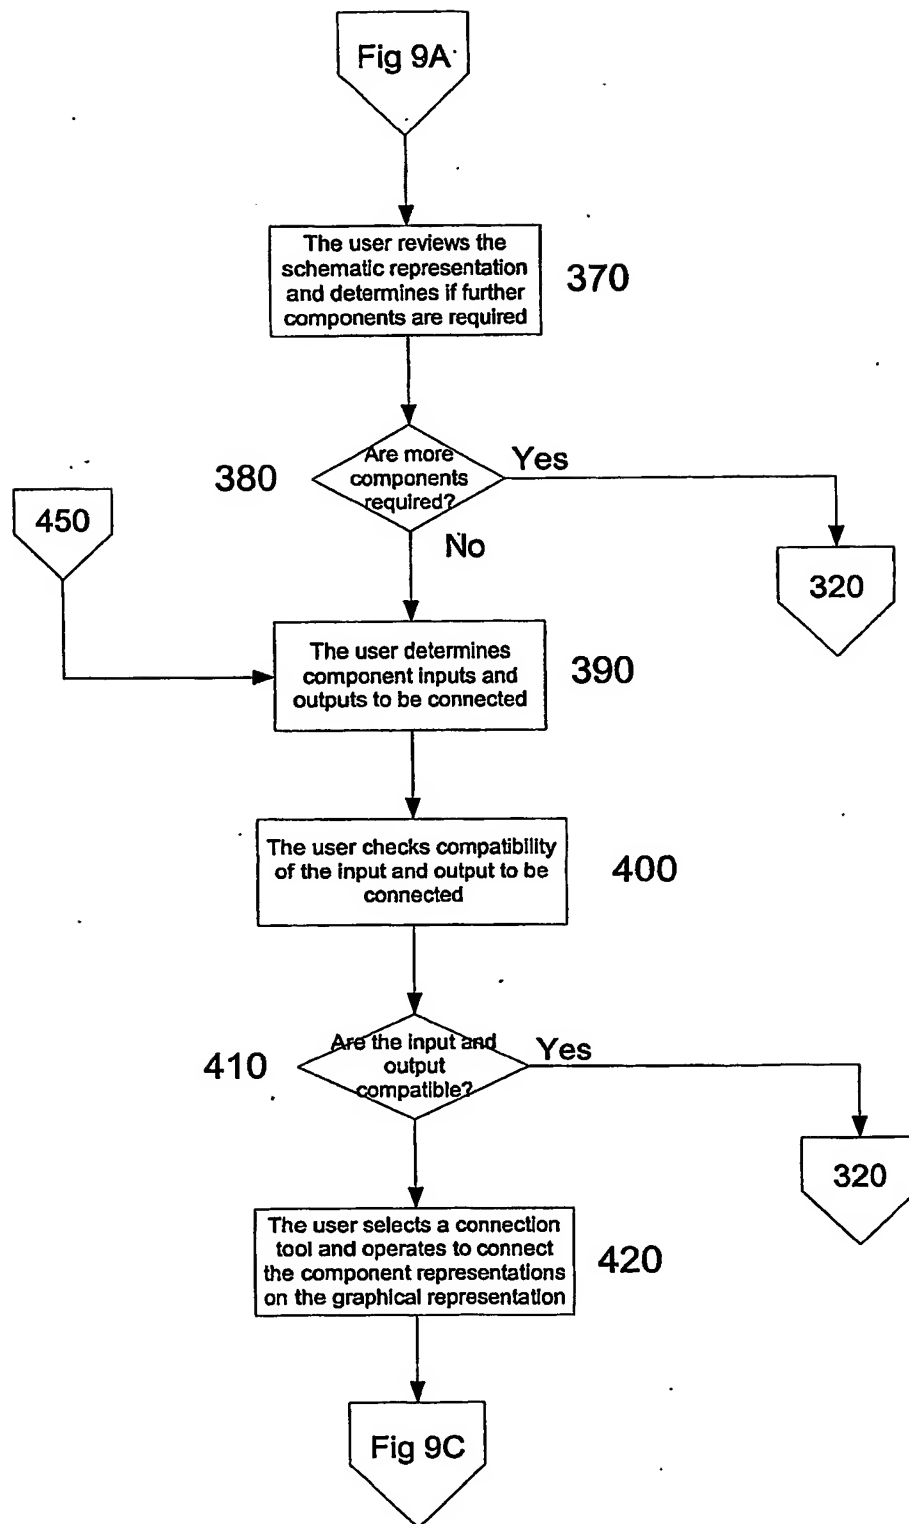 Fig 9A
The user reviews the
schematic representation
and determines if further
components are required
370
380
Are more
components
required?
Yes
450
No
320
The user determines
component inputs and
outputs to be connected
390
The user checks compatibility
of the input and output to be
connected
400
410
Are the input and
output
compatible?
Yes
320
The user selects a connection
tool and operates to connect
the component representations
on the graphical representation
420
Fig 9C